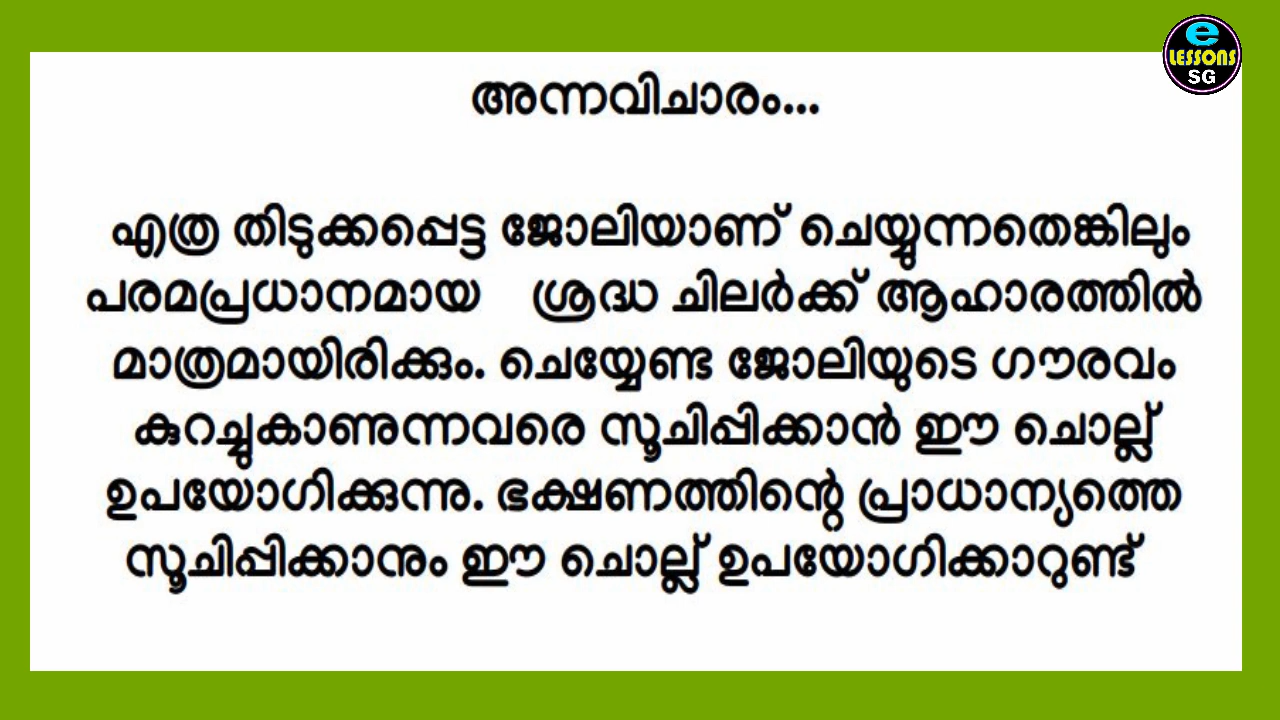 e
LESSONS
SG
അന്നവിചാരം...
എത്ര തിടുക്കപ്പെട്ട ജോലിയാണ് ചെയ്യുന്നതെങ്കിലും
പരമപ്രധാനമായ ശ്രദ്ധ ചിലർക്ക് ആഹാരത്തിൽ
മാത്രമായിരിക്കും. ചെയ്യേണ്ട ജോലിയുടെ ഗൗരവം
കുറച്ചുകാണുന്നവരെ സൂചിപ്പിക്കാൻ ഈ ചൊല്ല്
ഉപയോഗിക്കുന്നു. ഭക്ഷണത്തിന്റെ പ്രാധാന്യത്തെ
സൂചിപ്പിക്കാനും ഈ ചൊല്ല് ഉപയോഗിക്കാറുണ്ട്